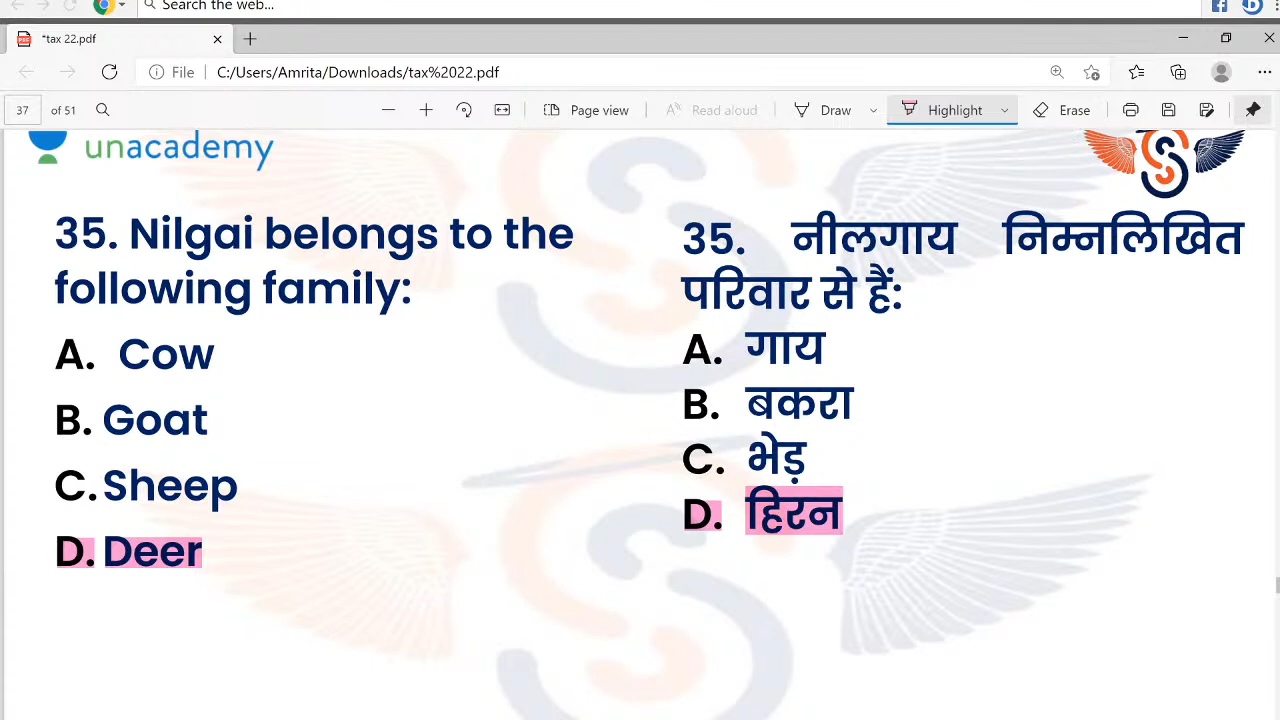 Search the web...
*tax 22.pdf
File C:/Users/Amrita/Downloads/tax%2022.pdf
37 of 51 Page view Read aloud Draw Highlight Erase
unacademy
35. Nilgai belongs to the
following family:
A. Cow
B. Goat
C. Sheep
D. Deer
35. नीलगाय निम्नलिखित
परिवार से हैं:
A. गाय
B. बकरा
C. भेड़
D. हिरन